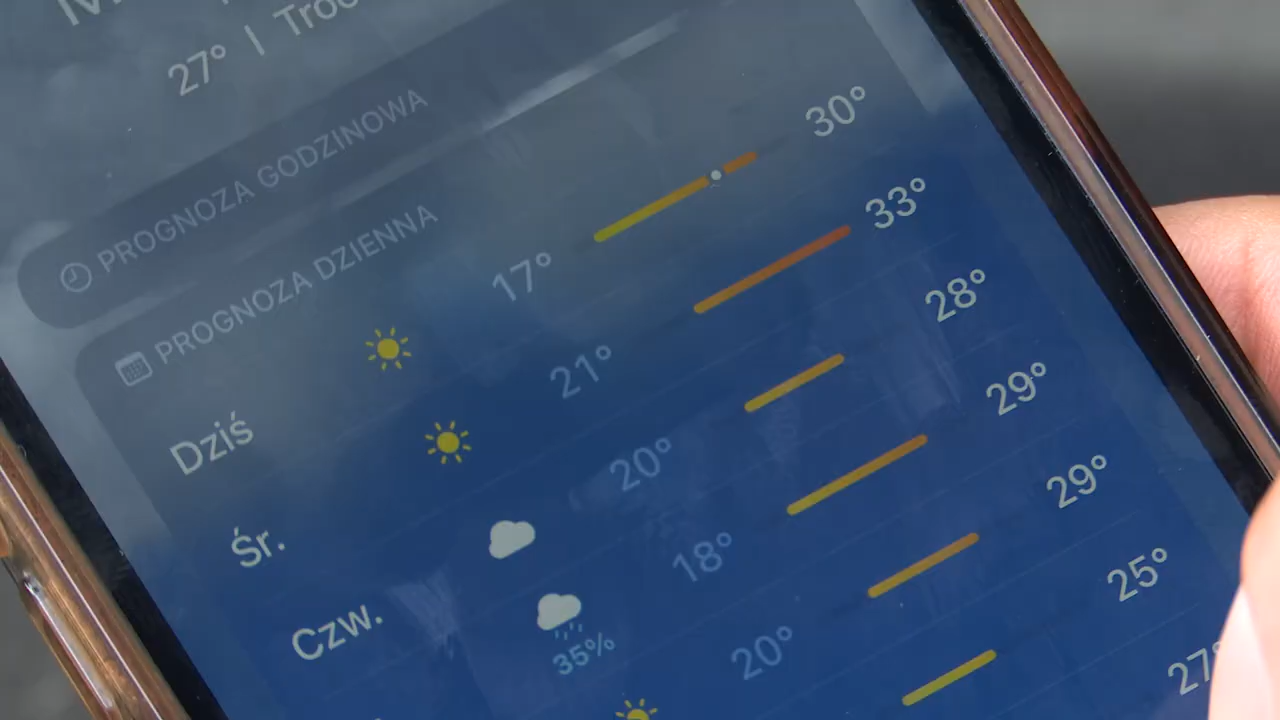 27° |
PROGNOZA GODZINOWA
PROGNOZA DZIENNA
Dziś 17° 30°
Śr. 21° 33°
Czw. 20° 28°
35% 18° 29°
20° 29°
25°
27°